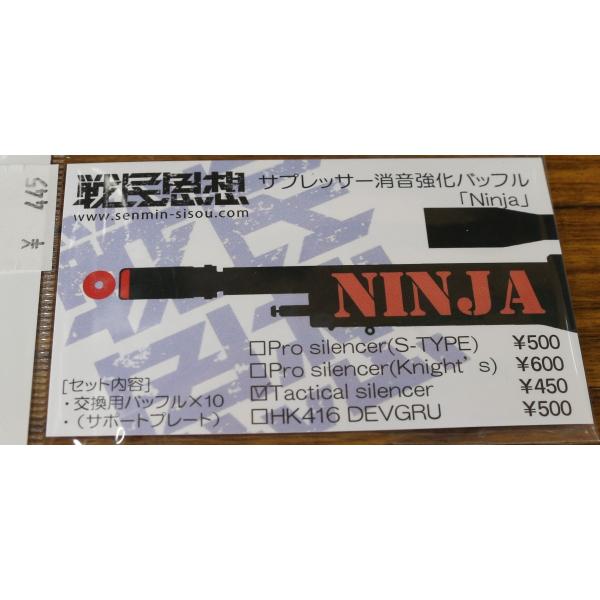 ¥ 445
戦民思想
www.senmin-sisou.com
サプレッサー消音強化バッフル
「Ninja」
NINJA
□Pro silencer(S-TYPE) ¥500
□Pro silencer(Knight's) ¥600
☑Tactical silencer ¥450
□HK416 DEVGRU ¥500
[セット内容]
・交換用バッフル×10
・(サポートプレート)